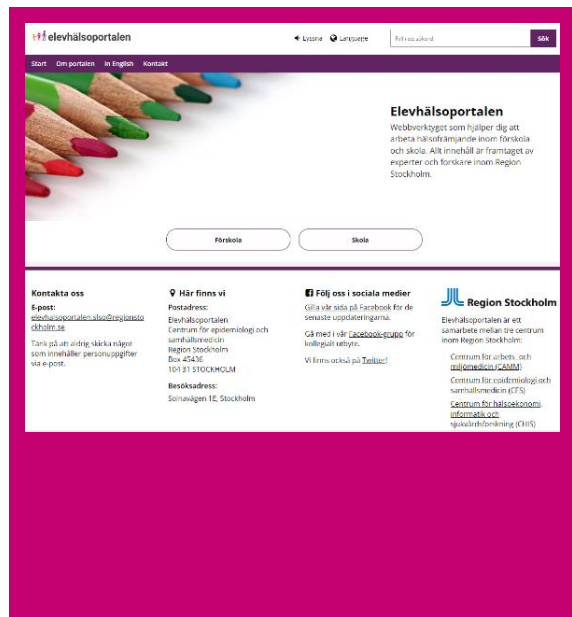 elevhälsoportalen
Lyssna Language Fyll i ditt sökord Sök
Start Om portalen In English Kontakt
Elevhälsoportalen
Webbverktyget som hjälper dig att
arbeta hälsofrämjande inom förskola
och skola. Allt innehåll är framtaget av
experter och forskare inom Region
Stockholm.
Förskola Skola
Kontakta oss
E-post:
elevhalsoportalen.slso@regionsto
ckholm.se
Tänk på att aldrig skicka något
som innehåller personuppgifter
via e-post.
Här finns vi
Postadress:
Elevhälsoportalen
Centrum för epidemiologi och
samhällsmedicin
Region Stockholm
Box 45436
104 31 STOCKHOLM
Besöksadress:
Solnavägen 1E, Stockholm
Följ oss i sociala medier
Gilla vår sida på Facebook för de
senaste uppdateringarna.
Gå med i vår Facebook-grupp för
kollegialt utbyte.
Vi finns också på Twitter!
Region Stockholm
Elevhälsoportalen är ett
samarbete mellan tre centrum
inom Region Stockholm:
Centrum för arbets- och
miljömedicin (CAMM)
Centrum för epidemiologi och
samhällsmedicin (CES)
Centrum för hälsoekonomi,
informatik och
sjukvårdsforskning (CHIS)